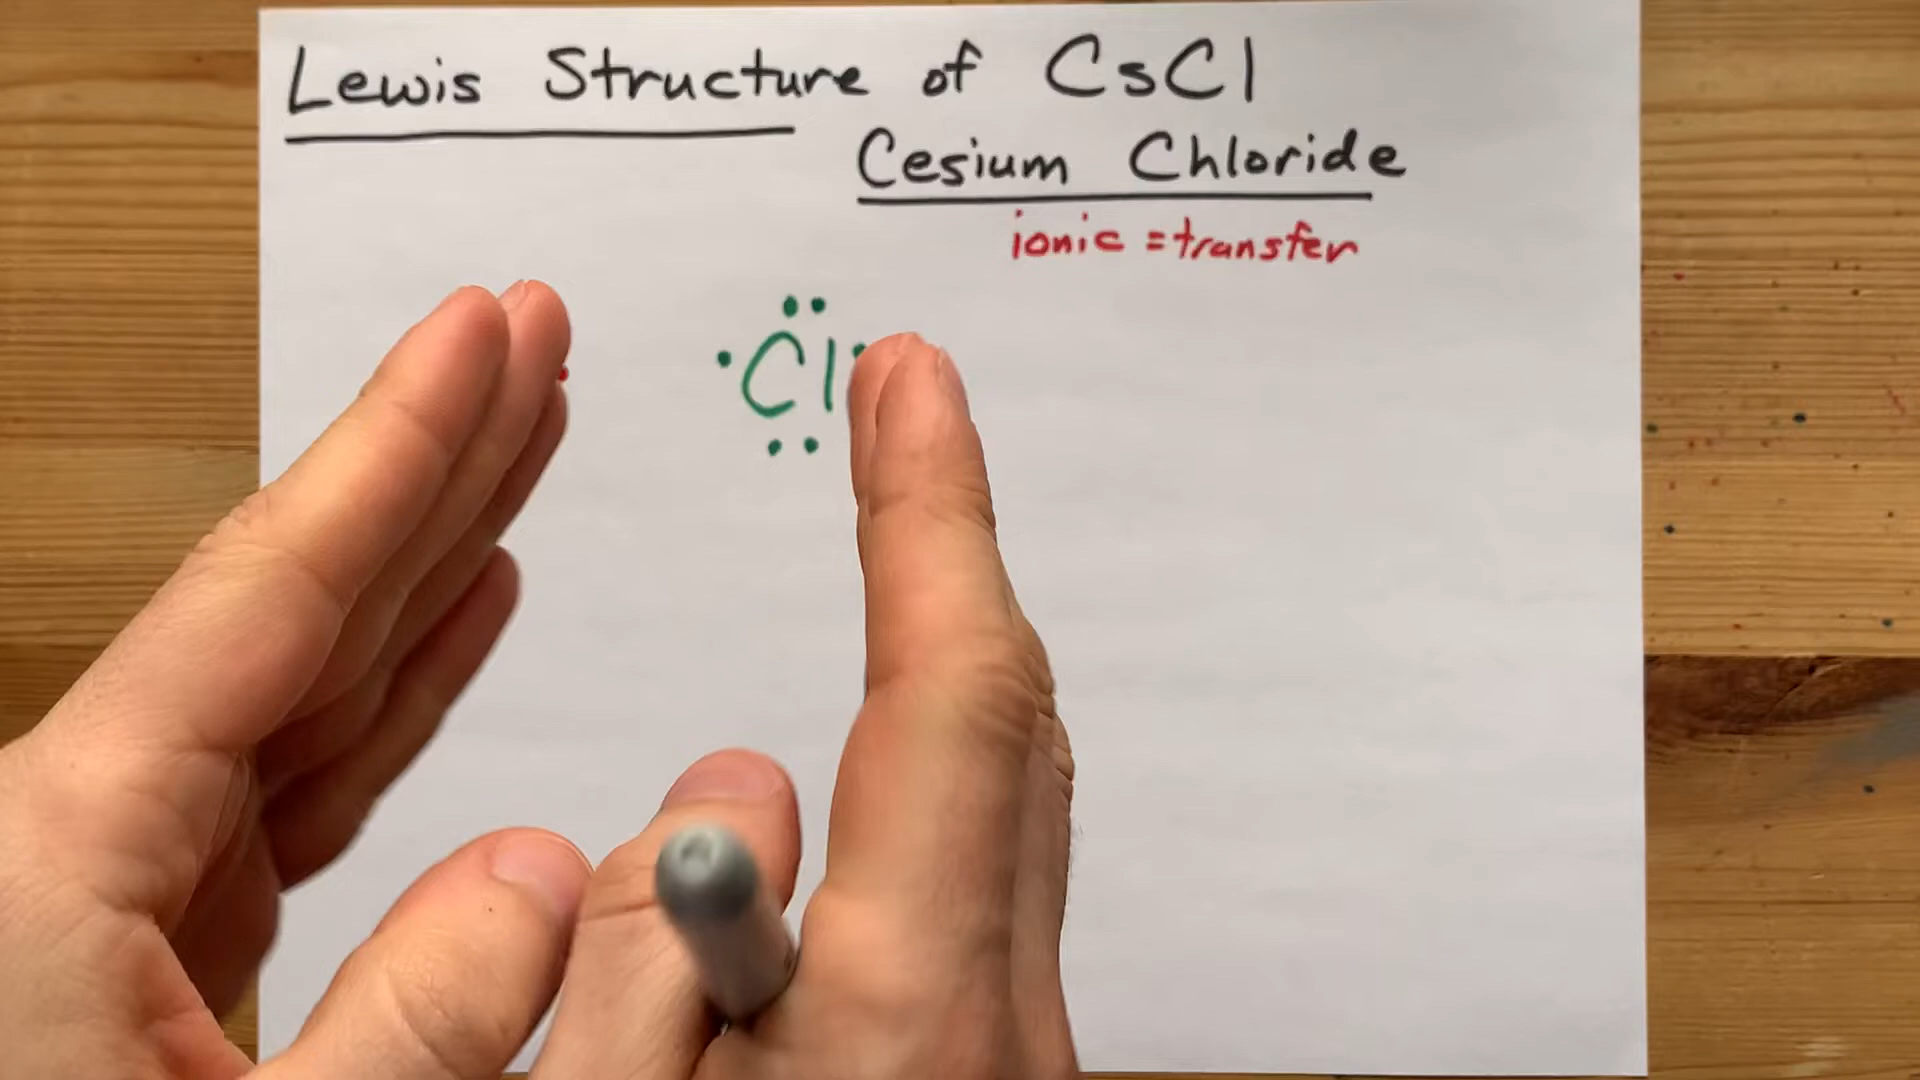 Lewis Structure of CsCl
Cesium Chloride
ionic = transfer
Cl